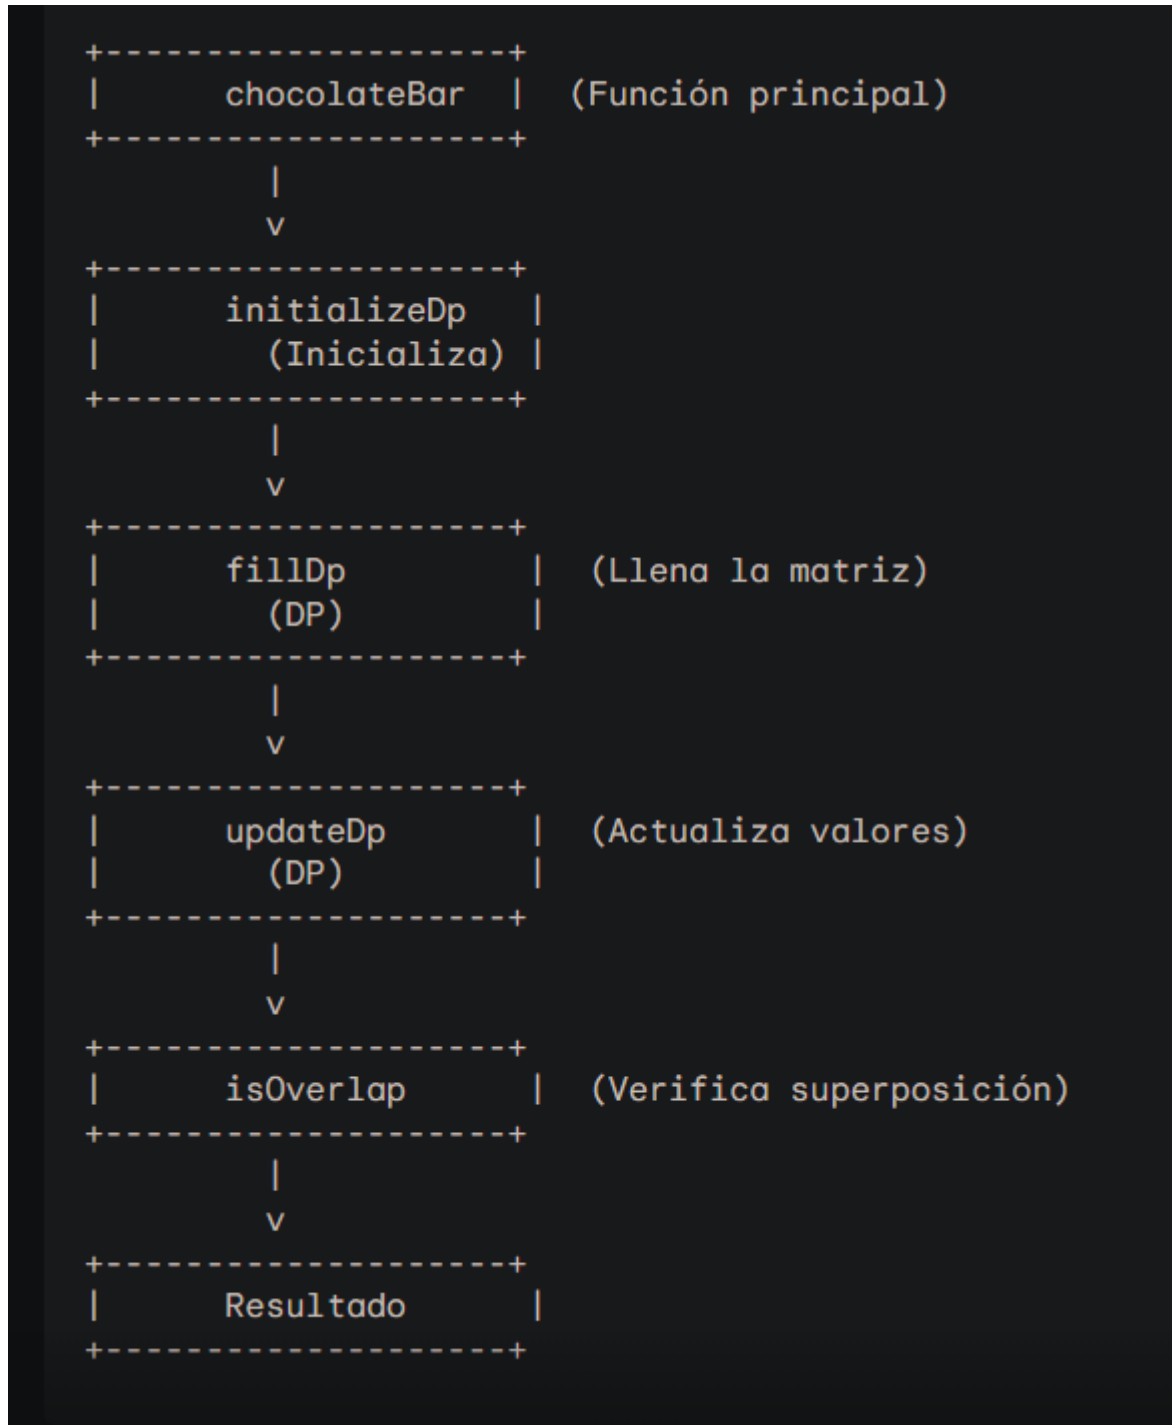 +---------------------+
|      chocolateBar  |  (Función principal)
+---------------------+
         |
         v
+---------------------+
|      initializeDp   |
|        (Inicializa) |
+---------------------+
         |
         v
+---------------------+
|      fillDp         |  (Llena la matriz)
|        (DP)         |
+---------------------+
         |
         v
+---------------------+
|      updateDp       |  (Actualiza valores)
|        (DP)         |
+---------------------+
         |
         v
+---------------------+
|      isOverlap      |  (Verifica superposición)
+---------------------+
         |
         v
+---------------------+
|      Resultado      |
+---------------------+